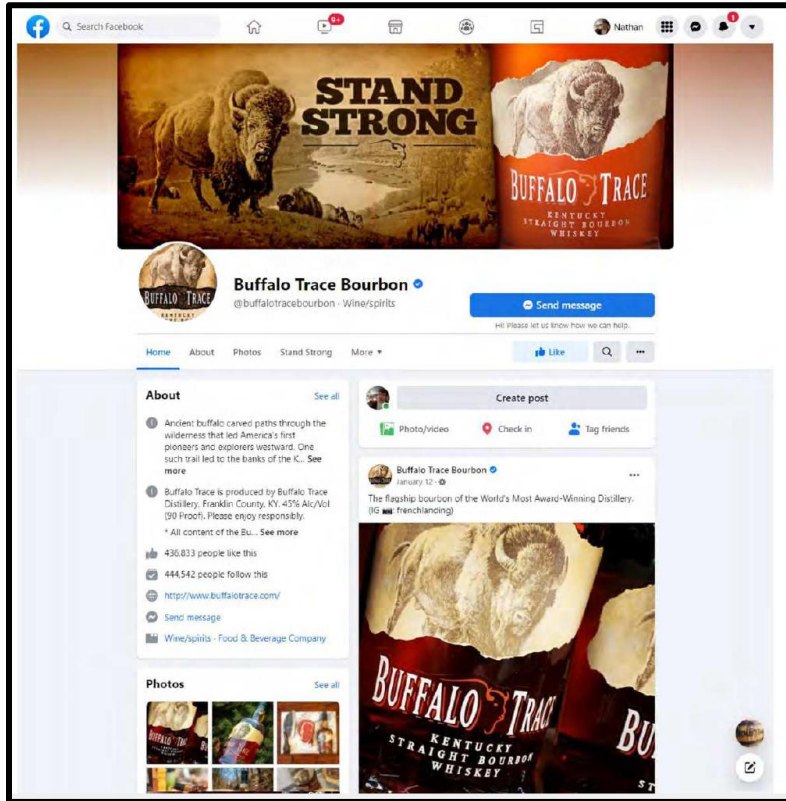 Search Facebook
9+
Nathan
1
STAND
STRONG
BUFFALO TRACE
KENTUCKY
STRAIGHT BOURBON
WHISKEY
BUFFALO TRACE
Buffalo Trace Bourbon
@buffalotracebourbon · Wine/spirits
Send message
Hi! Please let us know how we can help.
Home About Photos Stand Strong More
Like
About See all
Ancient buffalo carved paths through the
wilderness that led America's first
pioneers and explorers westward. One
such trail led to the banks of the K... See
more
Buffalo Trace is produced by Buffalo Trace
Distillery, Franklin County, KY. 45% Alc/Vol
(90 Proof). Please enjoy responsibly.
* All content of the Bu... See more
436,833 people like this
444,542 people follow this
http://www.buffalotrace.com/
Send message
Wine/spirits · Food & Beverage Company
Photos See all
Create post
Photo/video Check in Tag friends
Buffalo Trace Bourbon
January 12 ·
The flagship bourbon of the World's Most Award-Winning Distillery.
(IG 📷: frenchlanding)
BUFFALO TRACE
KENTUCKY
STRAIGHT BOURBON
WHISKEY
BU
ST